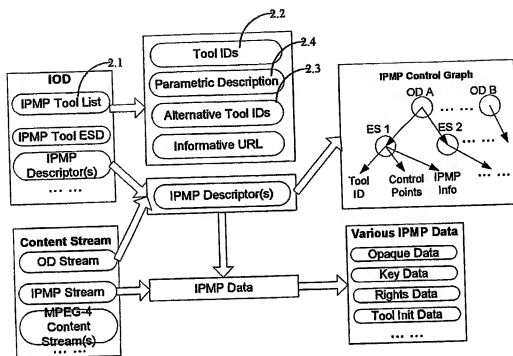 2.1
IOD
IPMP Tool List
IPMP Tool ESD
IPMP
Descriptor(s)
... ...
2.2
Tool IDs
2.4
Parametric Description
2.3
Alternative Tool IDs
Informative URL
IPMP Control Graph
OD A
... ...
OD B
ES 1
ES 2
... ...
Tool
ID
Control
Points
IPMP
Info
IPMP Descriptor(s)
Content Stream
OD Stream
IPMP Stream
MPEG-4
Content
Stream(s)
... ...
IPMP Data
Various IPMP Data
Opaque Data
Key Data
Rights Data
Tool Init Data
... ...